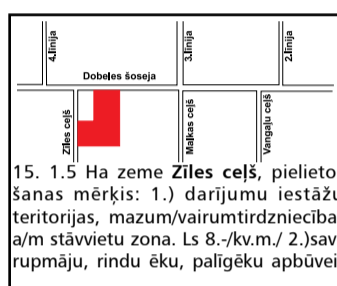 4.līnija
3.līnija
2.līnija
Dobeles šoseja
Zīles ceļš
Maļkas ceļš
Vangaļu ceļš
15. 1.5 Ha zeme Zīles ceļš, pielieto
šanas mērķis: 1.) darījumu iestāžu
teritorijas, mazum/vairumtirdzniecība
a/m stāvvietu zona. Ls 8.-/kv.m./ 2.)sav
rupmāju, rindu ēku, palīgēku apbūvei